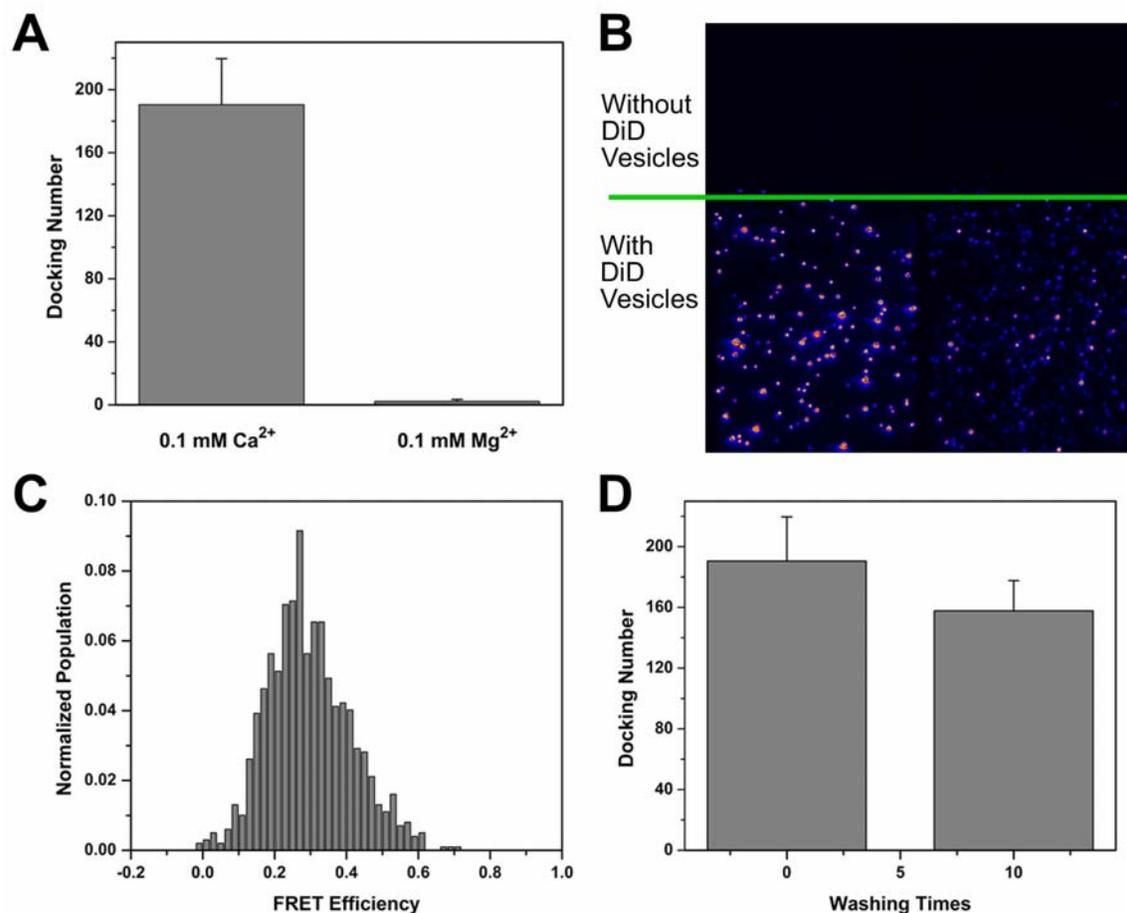 A
Docking Number
200
160
120
80
40
0
0.1 mM Ca²⁺
0.1 mM Mg²⁺
B
Without
DiD
Vesicles
With
DiD
Vesicles
C
Normalized Population
0.10
0.08
0.06
0.04
0.02
0.00
-0.2
0.0
0.2
0.4
0.6
0.8
1.0
FRET Efficiency
D
Docking Number
200
160
120
80
40
0
0
5
10
Washing Times